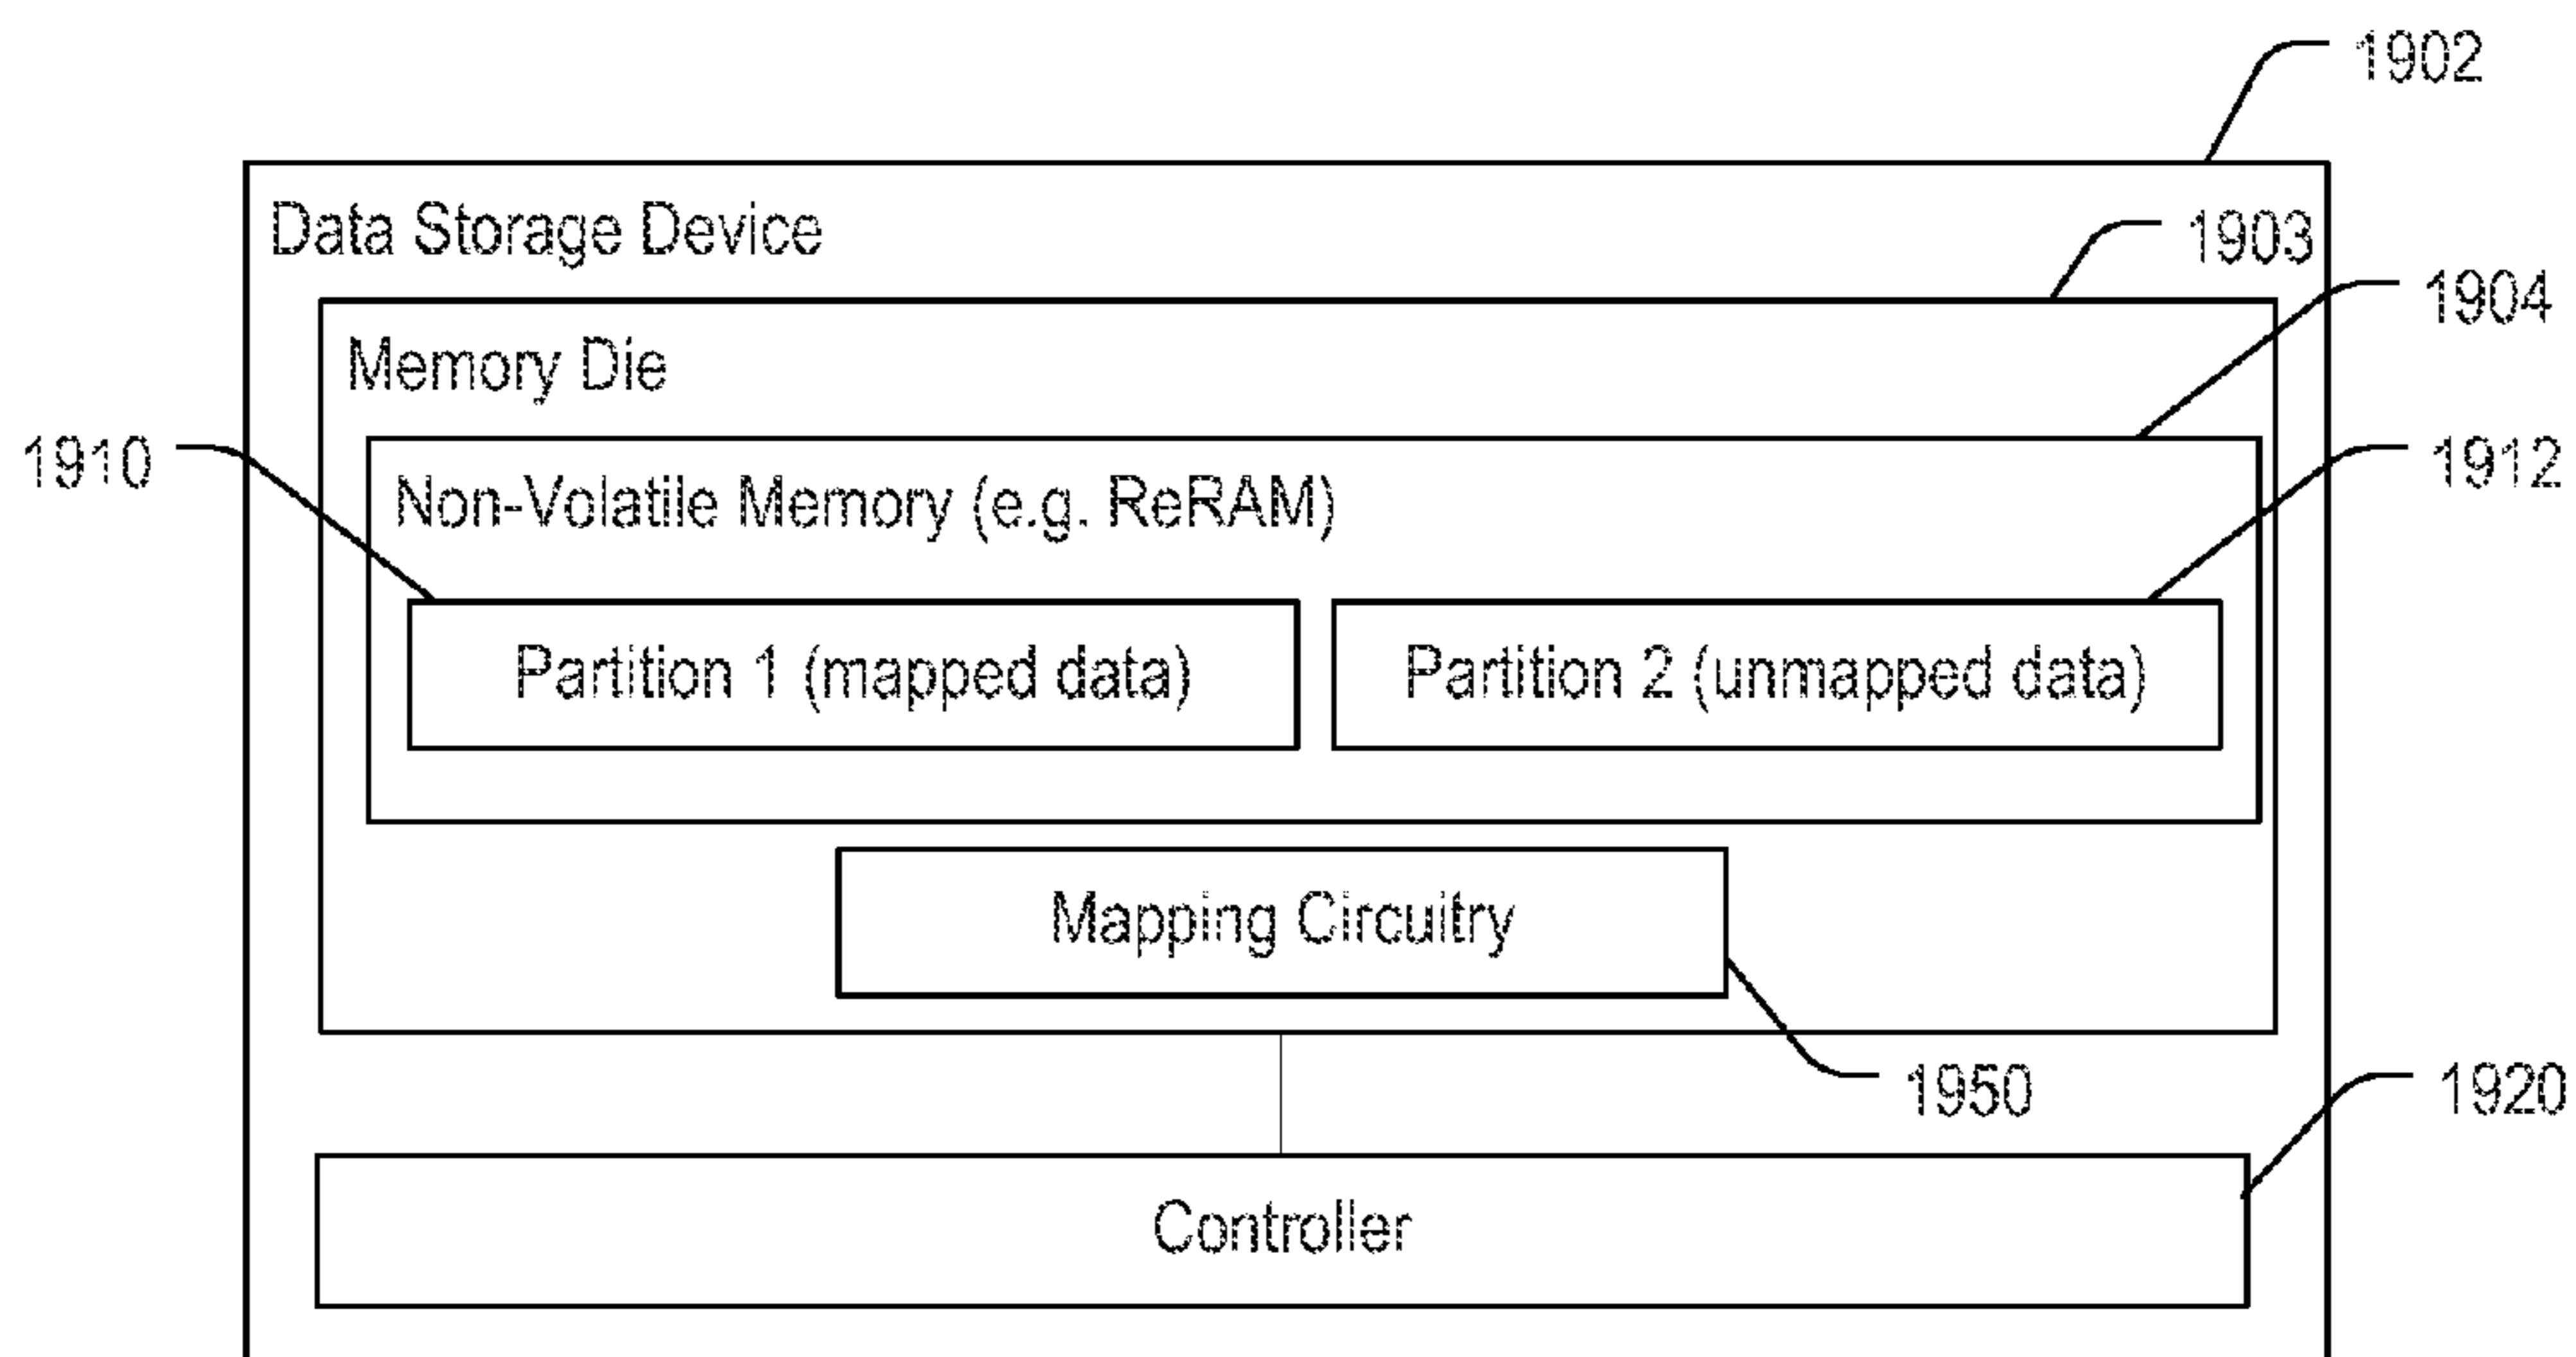 1902
Data Storage Device
1903
1904
Memory Die
1910
Non-Volatile Memory (e.g. ReRAM)
1912
Partition 1 (mapped data)
Partition 2 (unmapped data)
Mapping Circuitry
1950
1920
Controller